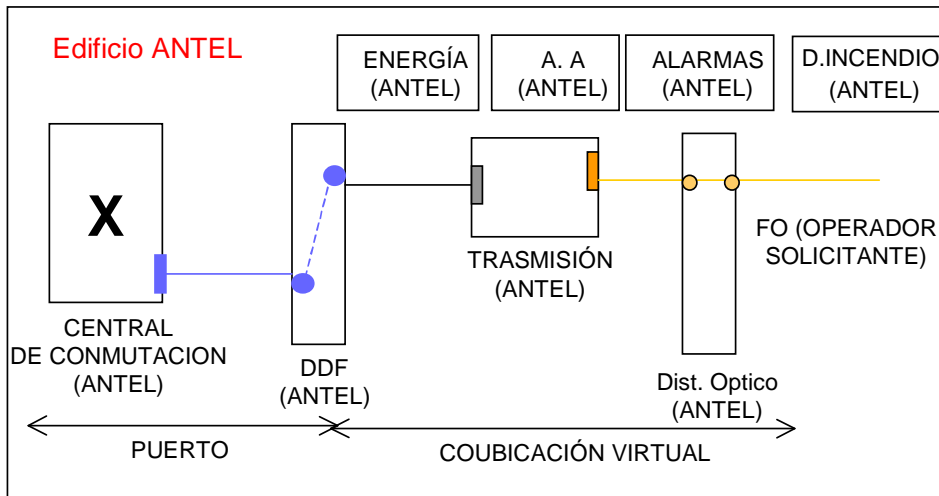 Edificio ANTEL
ENERGÍA
(ANTEL)
A. A
(ANTEL)
ALARMAS
(ANTEL)
D.INCENDIO
(ANTEL)
X
CENTRAL
DE CONMUTACION
(ANTEL)
DDF
(ANTEL)
TRASMISIÓN
(ANTEL)
Dist. Optico
(ANTEL)
FO (OPERADOR
SOLICITANTE)
PUERTO
COUBICACIÓN VIRTUAL